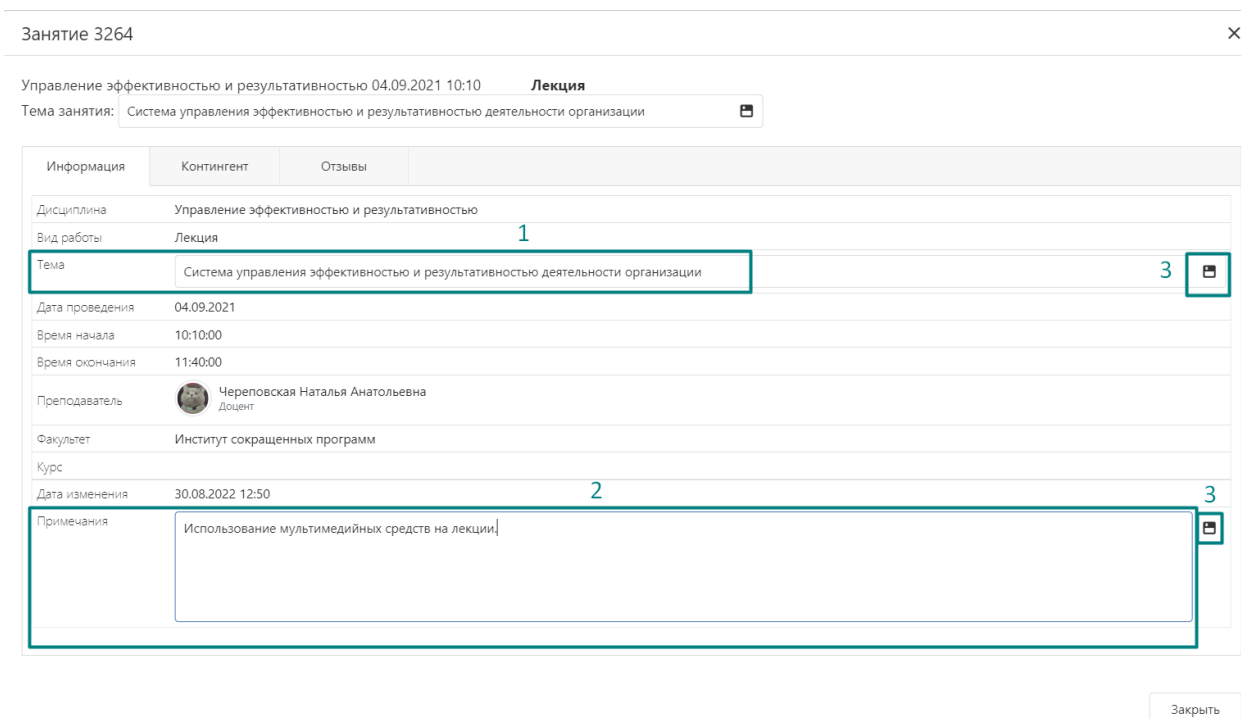 Занятие 3264
Управление эффективностью и результативностью 04.09.2021 10:10 Лекция
Тема занятия: Система управления эффективностью и результативностью деятельности организации
Информация Контингент Отзывы
Дисциплина Управление эффективностью и результативностью
Вид работы Лекция 1
Тема Система управления эффективностью и результативностью деятельности организации 3
Дата проведения 04.09.2021
Время начала 10:10:00
Время окончания 11:40:00
Преподаватель Череповская Наталья Анатольевна
Доцент
Факультет Институт сокращенных программ
Курс
Дата изменения 30.08.2022 12:50 2 3
Примечания Использование мультимедийных средств на лекции.
Закрыть